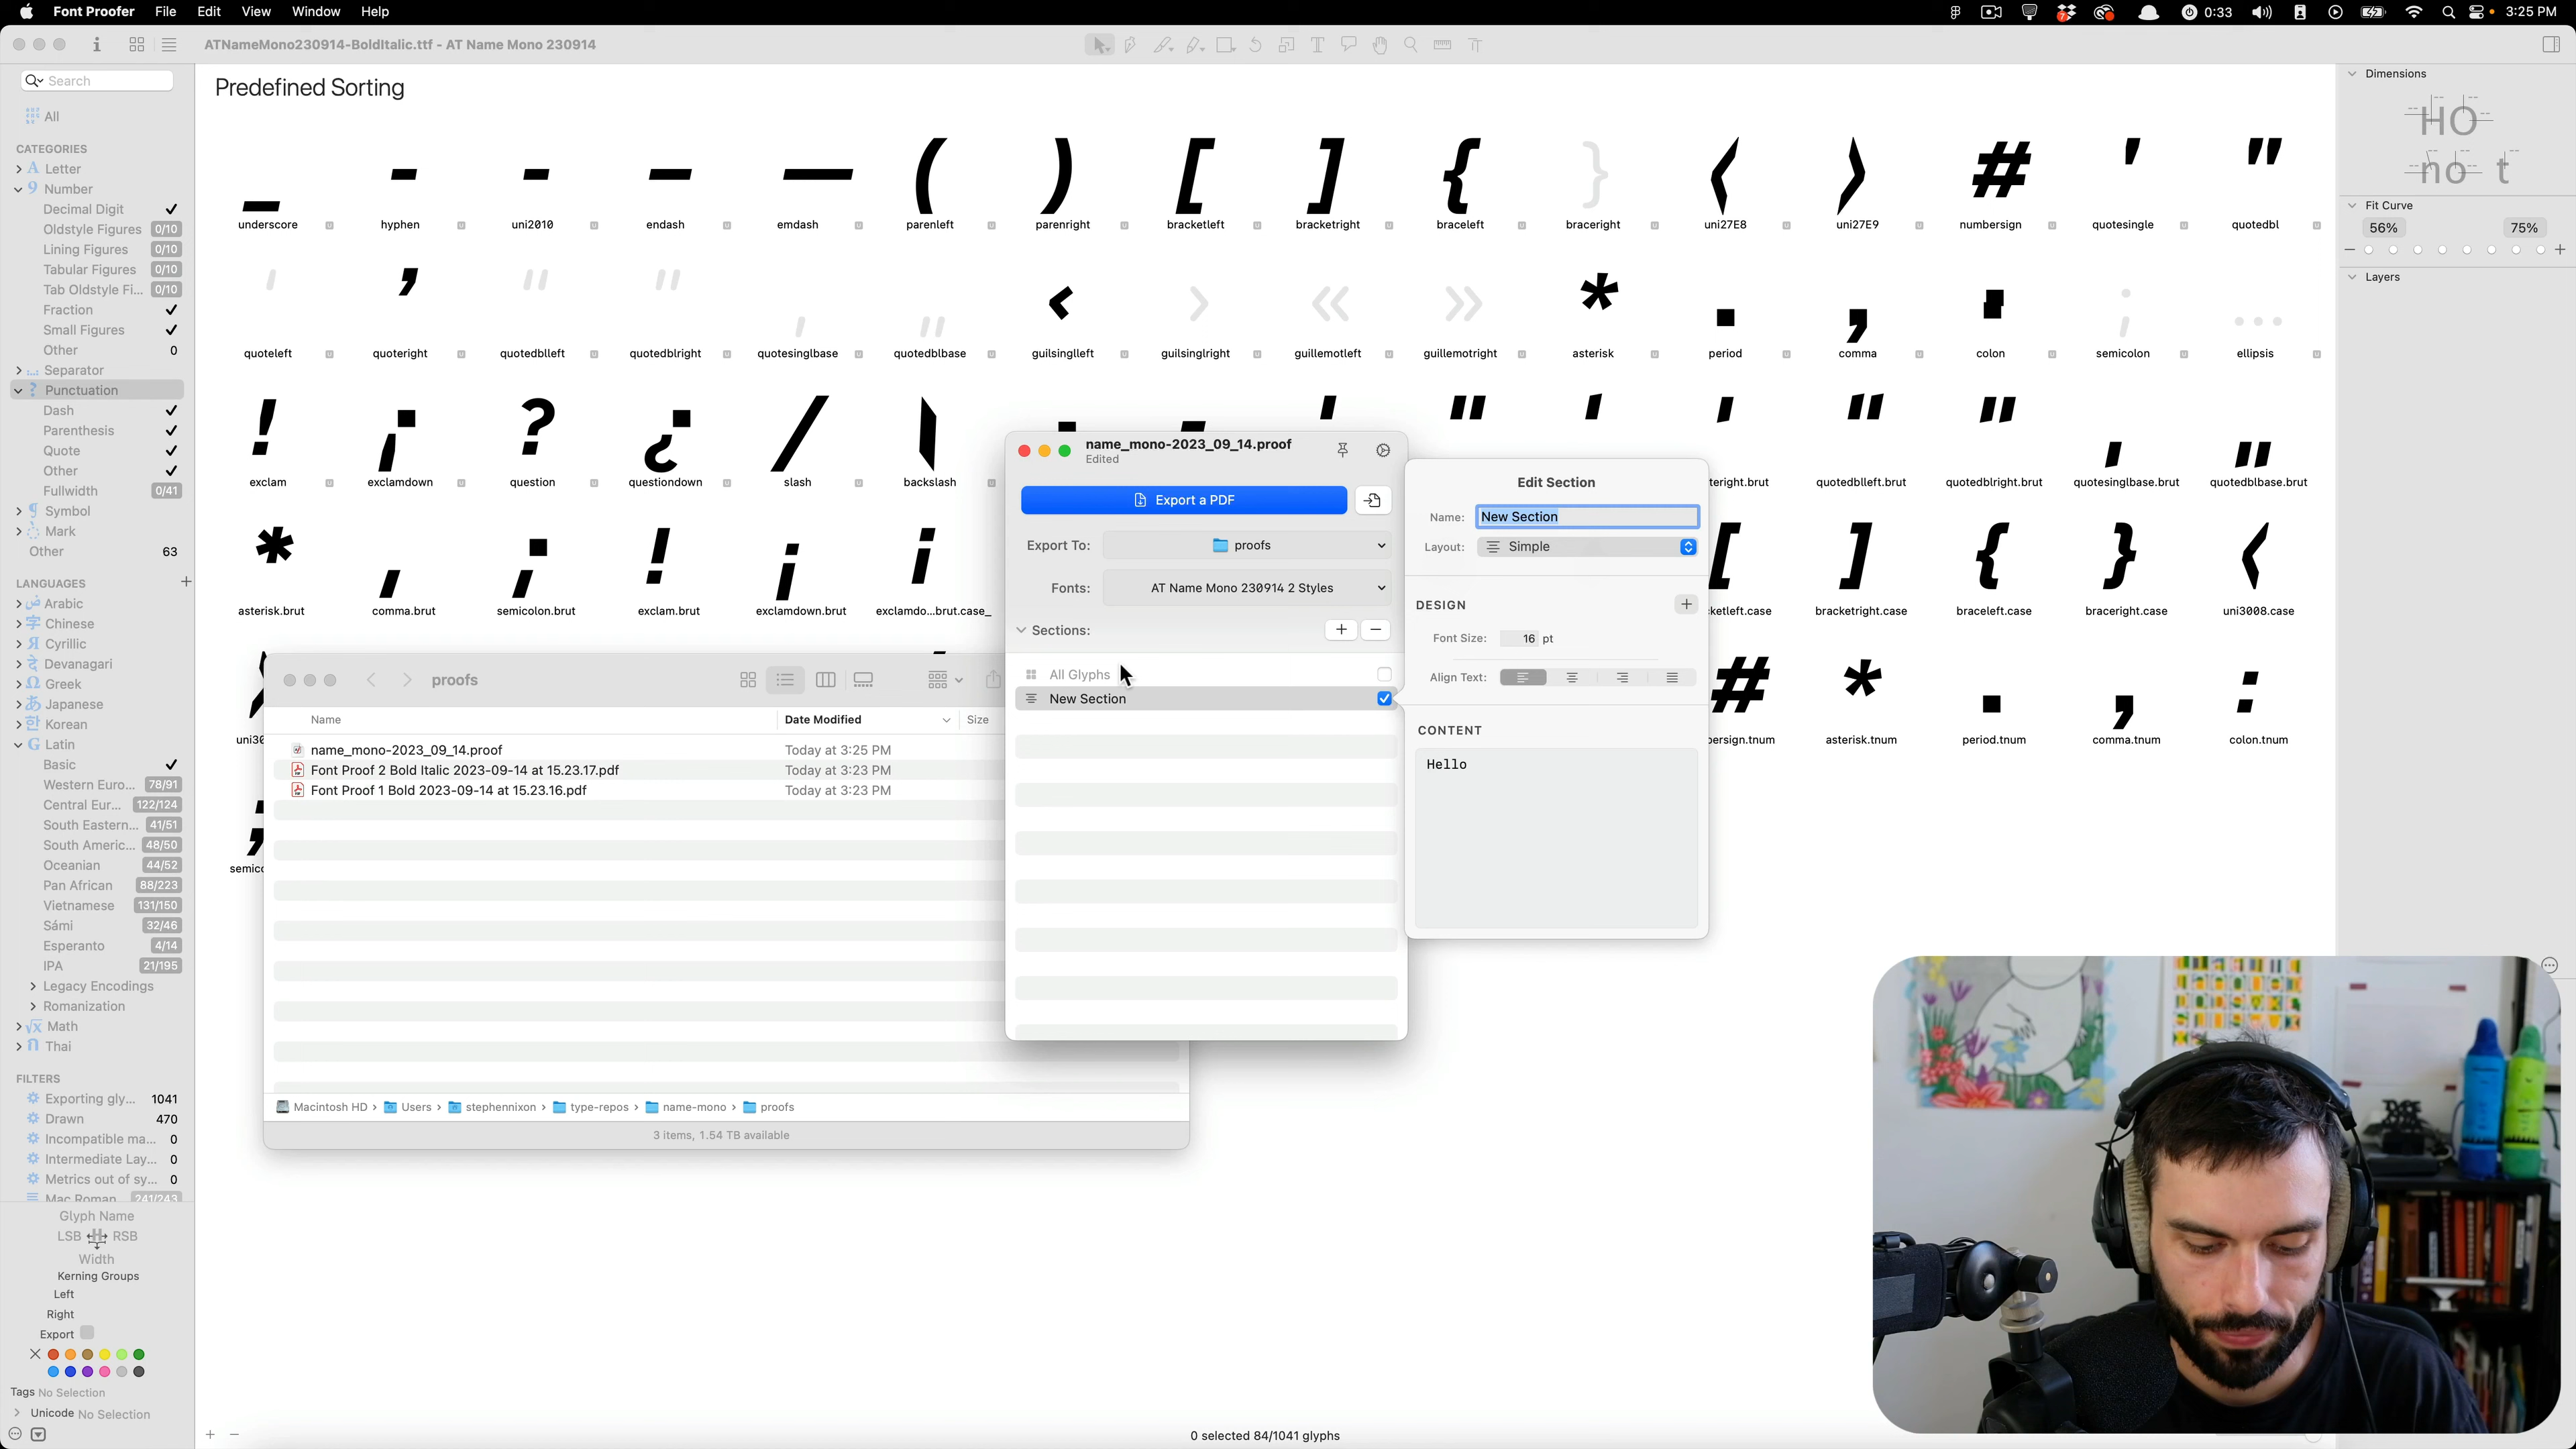 Font Proofer File Edit View Window Help
0:33 3:25 PM
ATNameMono230914-BoldItalic.ttf - AT Name Mono 230914
Search
All
CATEGORIES
Letter
Number
Decimal Digit
Oldstyle Figures 0/10
Lining Figures 0/10
Tabular Figures 0/10
Tab Oldstyle Fi... 0/10
Fraction
Small Figures
Other 0
Separator
Punctuation
Dash
Parenthesis
Quote
Other
Fullwidth 0/41
Symbol
Mark
Other 63
LANGUAGES
Arabic
Chinese
Cyrillic
Devanagari
Greek
Japanese
Korean
Latin
Basic
Western Euro... 78/91
Central Eur... 122/124
South Eastern... 41/51
South Americ... 48/50
Oceanian 44/52
Pan African 88/223
Vietnamese 131/150
Sámi 32/46
Esperanto 4/14
IPA 21/195
Legacy Encodings
Romanization
Math
Thai
FILTERS
Exporting gly... 1041
Drawn 470
Incompatible ma... 0
Intermediate Lay... 0
Metrics out of sy... 0
Mac Roman 241/243
Glyph Name
LSB RSB
Width
Kerning Groups
Left
Right
Export
Tags No Selection
Unicode No Selection
Predefined Sorting
_ - - – — ( ) [ ] { } ⟨ ⟩ # ' "
underscore hyphen uni2010 endash emdash parenleft parenright bracketleft bracketright braceleft braceright uni27E8 uni27E9 numbersign quotesingle quotedbl
quoteleft quoteright quotedblleft quotedblright quotesinglbase quotedblbase guilsinglleft guilsinglright guillemotleft guillemotright asterisk period comma colon semicolon ellipsis
! ¡ ? ¿ / \
exclam exclamdown question questiondown slash backslash
teright.brut quotedblleft.brut quotedblright.brut quotesinglbase.brut quotedblbase.brut
* , ; ! ¡ ¡
asterisk.brut comma.brut semicolon.brut exclam.brut exclamdown.brut exclamdo...brut.case_
[ ] { } ⟨
ketleft.case bracketright.case braceleft.case braceright.case uni3008.case
# * . , :
bersign.tnum asterisk.tnum period.tnum comma.tnum colon.tnum
uni30
semico
proofs
Name Date Modified Size
name_mono-2023_09_14.proof Today at 3:25 PM
Font Proof 2 Bold Italic 2023-09-14 at 15.23.17.pdf Today at 3:23 PM
Font Proof 1 Bold 2023-09-14 at 15.23.16.pdf Today at 3:23 PM
Macintosh HD › Users › stephennixon › type-repos › name-mono › proofs
3 items, 1.54 TB available
name_mono-2023_09_14.proof
Edited
Export a PDF
Export To: proofs
Fonts: AT Name Mono 230914 2 Styles
Sections:
All Glyphs
New Section
Edit Section
Name: New Section
Layout: Simple
DESIGN
Font Size: 16 pt
Align Text:
CONTENT
Hello
0 selected 84/1041 glyphs
Dimensions
HO
no t
Fit Curve
56% 75%
Layers